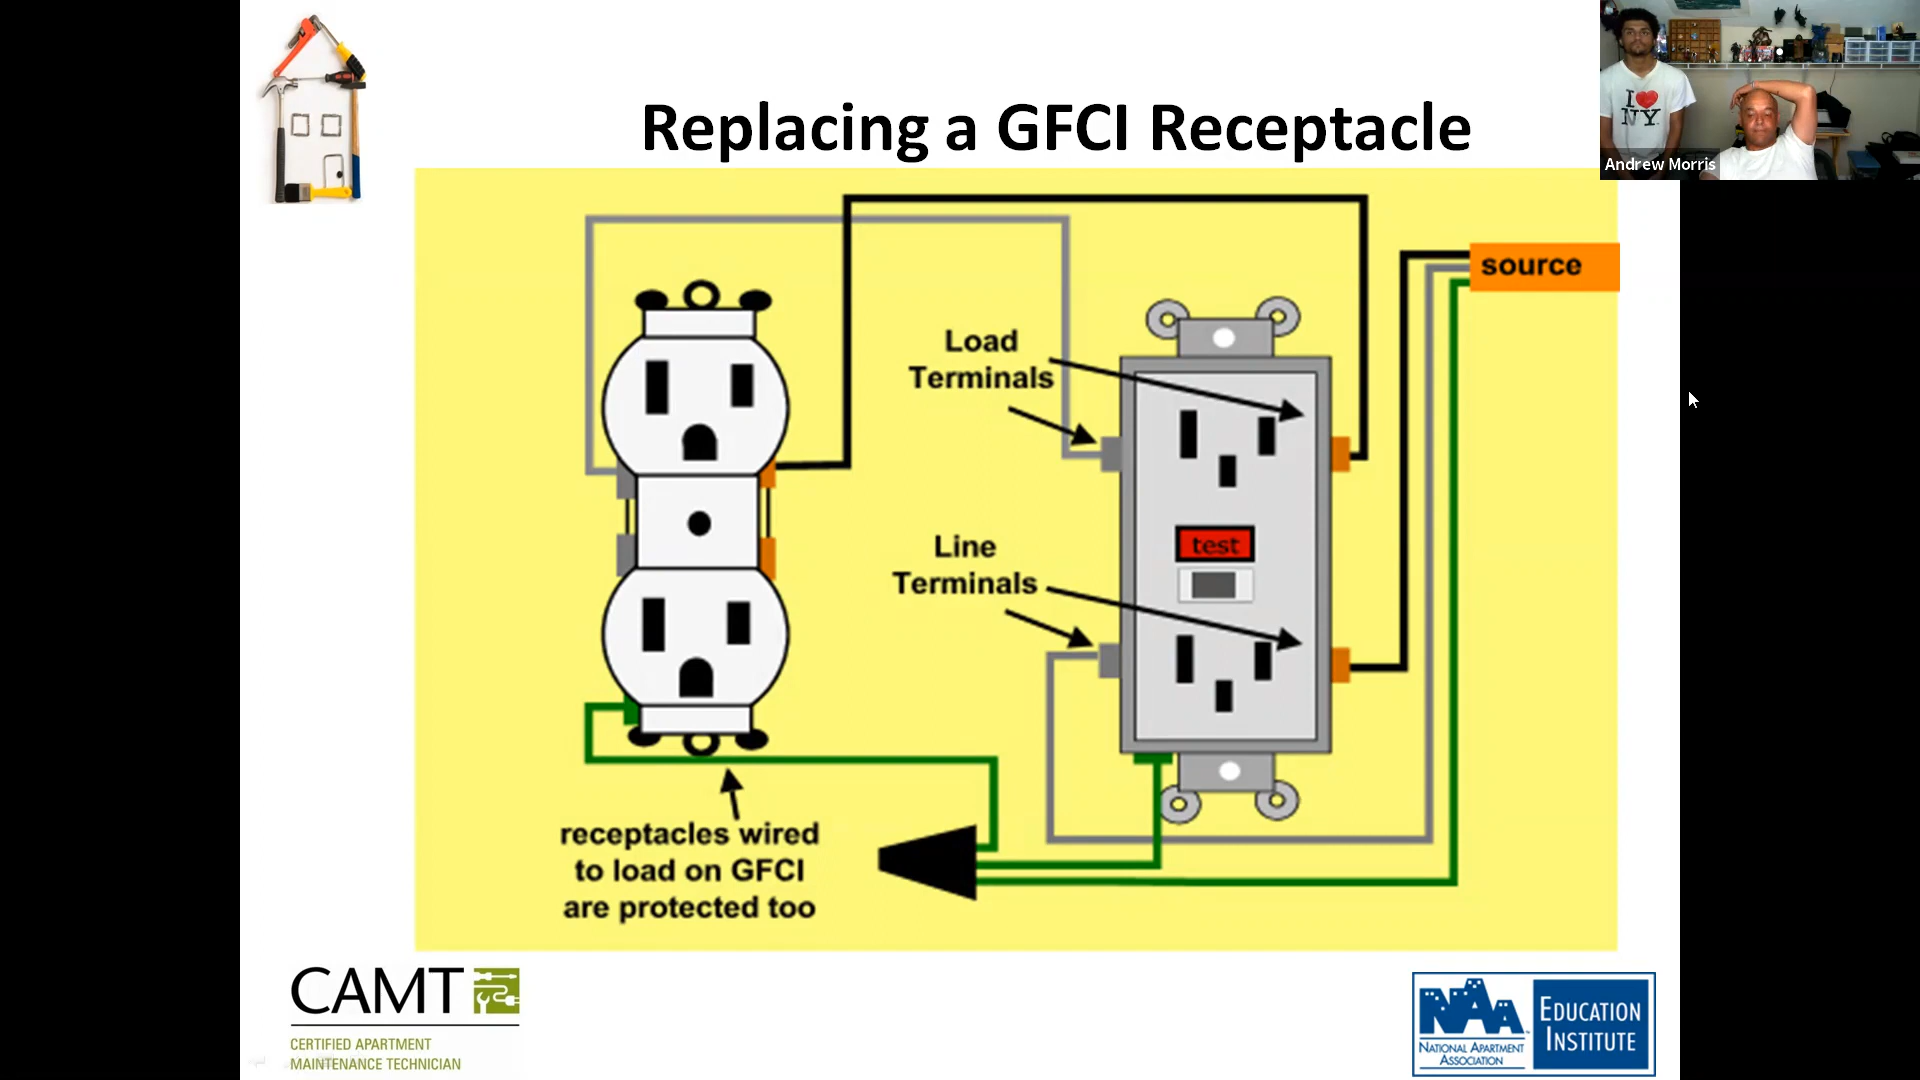 Replacing a GFCI Receptacle
I ❤ NY
Andrew Morris
source
Load
Terminals
test
Line
Terminals
receptacles wired
to load on GFCI
are protected too
CAMT
CERTIFIED APARTMENT
MAINTENANCE TECHNICIAN
NAA
NATIONAL APARTMENT
ASSOCIATION
EDUCATION
INSTITUTE